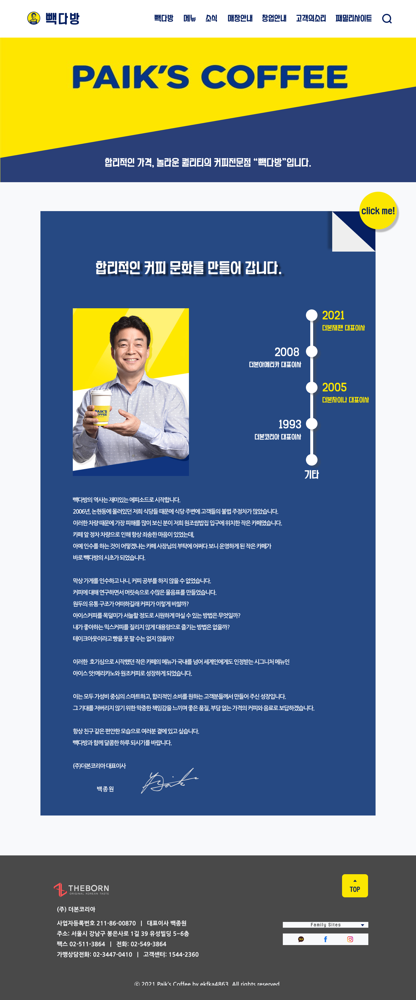 빽다방
빽다방 메뉴 소식 매장안내 창업안내 고객의소리 패밀리사이트
PAIK'S COFFEE
합리적인 가격, 놀라운 퀄리티의 커피전문점 “빽다방”입니다.
click me!
합리적인 커피 문화를 만들어 갑니다.
PAIK'S
COFFEE
2021
더본재팬 대표이사
2008
더본아메리카 대표이사
2005
더본차이나 대표이사
1993
더본코리아 대표이사
기타
빽다방의 역사는 재미있는 에피소드로 시작합니다.
2006년, 논현동에 몰려있던 저희 식당들 때문에 식당 주변에 고객들의 불법 주정차가 많았습니다.
이러한 차량 때문에 가장 피해를 많이 보신 분이 저희 원조쌈밥집 입구에 위치한 작은 카페였습니다.
카페 앞 정차 차량으로 인해 항상 죄송한 마음이 있었는데,
아예 인수를 하는 것이 어떻겠냐는 카페 사장님의 부탁에 어쩌다 보니 운영하게 된 작은 카페가
바로 빽다방의 시초가 되었습니다.
막상 가게를 인수하고 나니, 커피 공부를 하지 않을 수 없었습니다.
커피에 대해 연구하면서 머릿속으로 수많은 물음표를 만들었습니다.
원두의 유통 구조가 어떠하길래 커피가 이렇게 비쌀까?
아이스커피를 목덜미가 서늘할 정도로 시원하게 마실 수 있는 방법은 무엇일까?
내가 좋아하는 믹스커피를 질리지 않게 대용량으로 즐기는 방법은 없을까?
테이크아웃이라고 빵을 못 팔 수는 없지 않을까?
이러한 호기심으로 시작했던 작은 카페의 메뉴가 국내를 넘어 세계인에게도 인정받는 시그니처 메뉴인
아이스 앗!메리카노와 원조커피로 성장하게 되었습니다.
이는 모두 가성비 중심의 스마트하고, 합리적인 소비를 원하는 고객분들께서 만들어 주신 성장입니다.
그 기대를 저버리지 않기 위한 막중한 책임감을 느끼며 좋은 품질, 부담 없는 가격의 커피와 음료로 보답하겠습니다.
항상 친구 같은 편안한 모습으로 여러분 곁에 있고 싶습니다.
빽다방과 함께 달콤한 하루 되시기를 바랍니다.
(주)더본코리아 대표이사
백종원
THEBORN
ORIGINAL KOREAN TASTE
TOP
(주) 더본코리아
사업자등록번호 211-86-00870 | 대표이사 백종원
주소: 서울시 강남구 봉은사로 1길 39 유성빌딩 5~6층
팩스 02-511-3864 | 전화: 02-549-3864
가맹상담전화: 02-3447-0410 | 고객센터: 1544-2360
Family Sites
TALK
ⓒ 2021 Paik's Coffee by ekfka4863. All rights reserved.